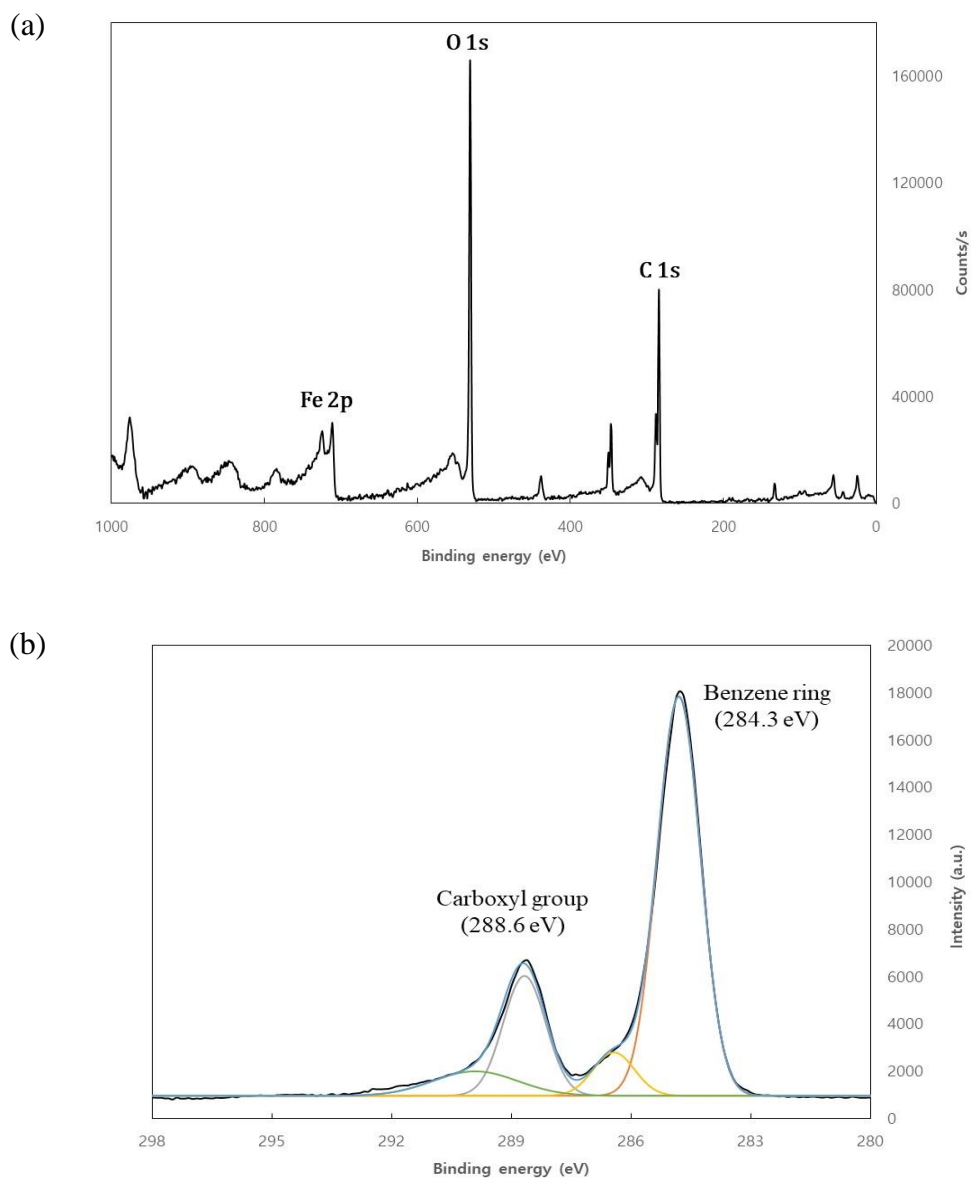 (a)
O 1s
C 1s
Fe 2p
160000
120000
80000
40000
0
Counts/s
1000
800
600
400
200
0
Binding energy (eV)
(b)
Benzene ring
(284.3 eV)
Carboxyl group
(288.6 eV)
20000
18000
16000
14000
12000
10000
8000
6000
4000
2000
0
Intensity (a.u.)
298
295
292
289
286
283
280
Binding energy (eV)